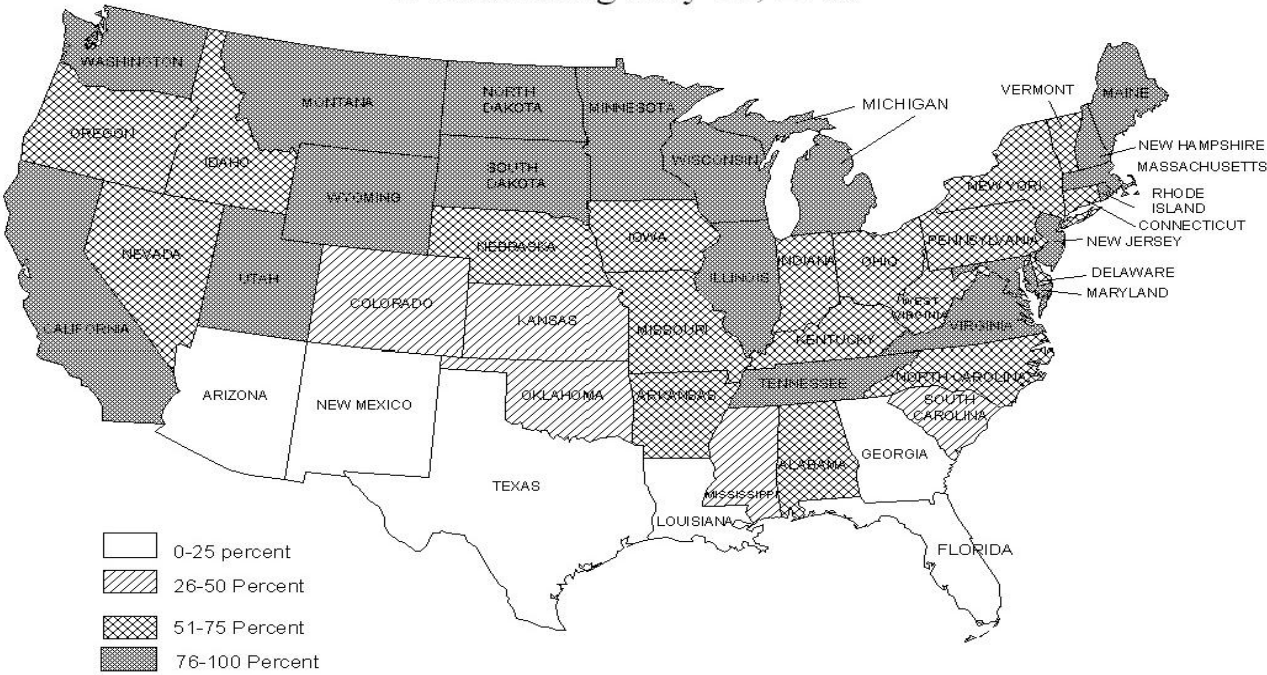 WASHINGTON
MONTANA
NORTH
DAKOTA
MINNESOTA
MICHIGAN
VERMONT
MAINE
OREGON
IDAHO
WYOMING
SOUTH
DAKOTA
WISCONSIN
NEW YORK
NEW HAMPSHIRE
MASSACHUSETTS
RHODE
ISLAND
CONNECTICUT
NEW JERSEY
DELAWARE
MARYLAND
NEVADA
UTAH
COLORADO
NEBRASKA
KANSAS
IOWA
MISSOURI
ILLINOIS
INDIANA
OHIO
PENNSYLVANIA
WEST
VIRGINIA
VIRGINIA
KENTUCKY
CALIFORNIA
ARIZONA
NEW MEXICO
OKLAHOMA
ARKANSAS
TENNESSEE
NORTH CAROLINA
SOUTH
CAROLINA
TEXAS
LOUISIANA
MISSISSIPPI
ALABAMA
GEORGIA
FLORIDA
0-25 percent
26-50 Percent
51-75 Percent
76-100 Percent